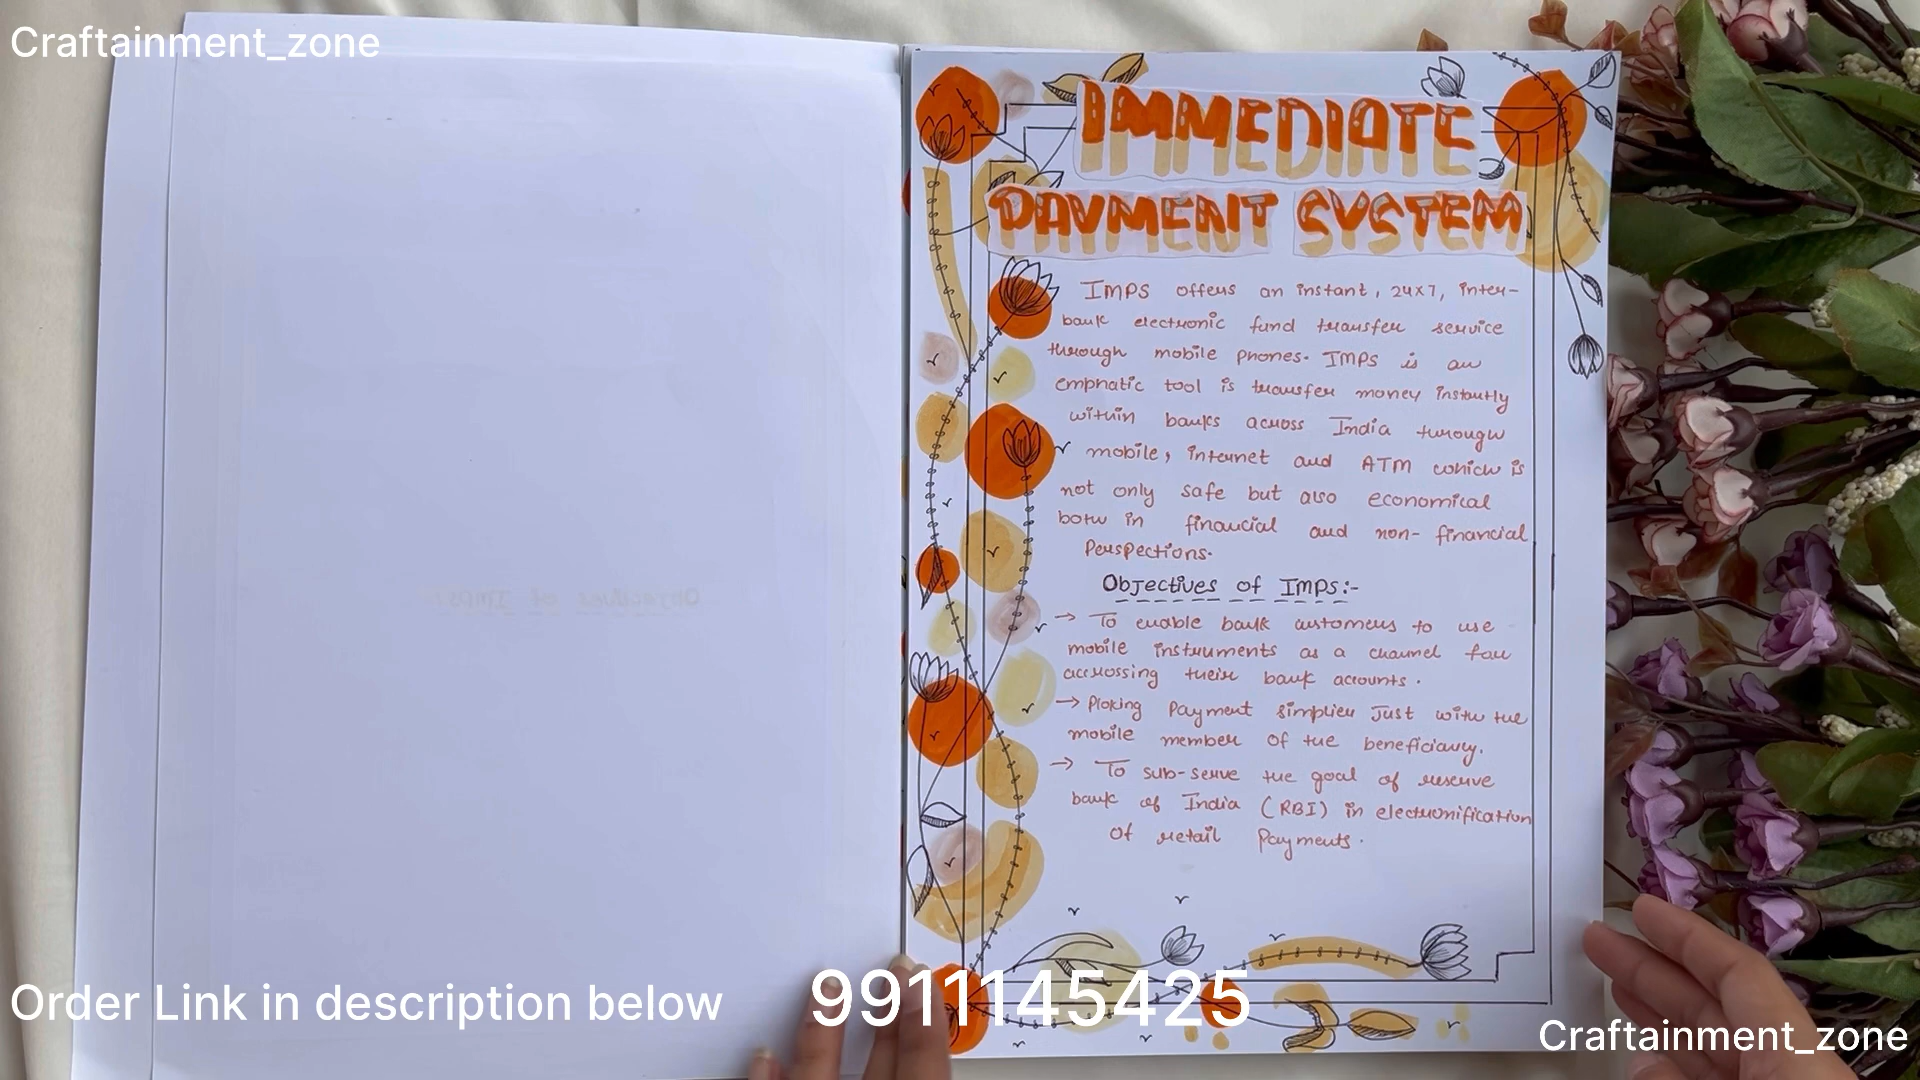 Craftainment_zone
IMMEDIATE
PAYMENT SYSTEM
IMPS offers an instant, 24x7, inter-
bank electronic fund transfer service
through mobile phones. IMPS is an
emphatic tool is transfer money instantly
within banks across India through
mobile, internet and ATM which is
not only safe but also economical
both in financial and non- financial
Perspections.
Objectives of IMPS:-
→ To enable bank customers to use
mobile instruments as a channel for
accrossing their bank accounts.
→ Ploking Payment simplier Just with the
mobile member of the beneficiary.
→ To sub-serve the goal of reserve
bank of India (RBI) in electronification
of retail Payments.
Order Link in description below
9911145425
Craftainment_zone